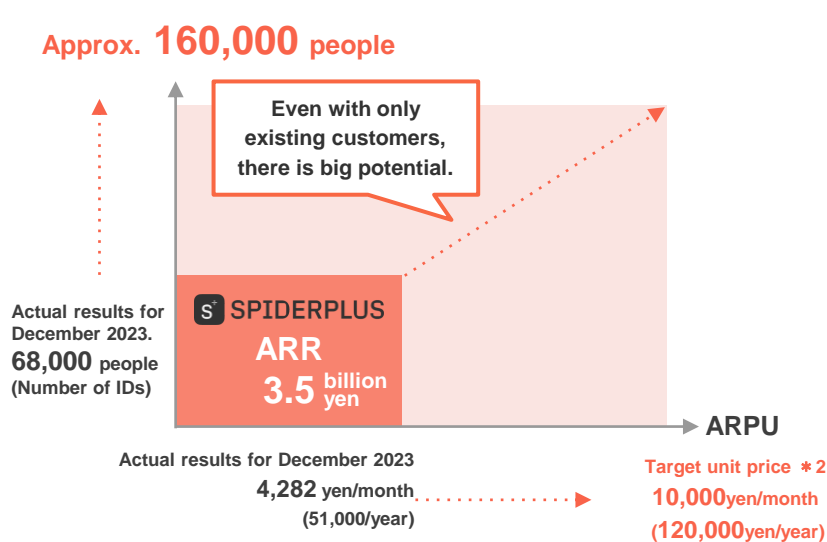 Approx. 160,000 people
Even with only
existing customers,
there is big potential.
Actual results for
December 2023.
68,000 people
(Number of IDs)
S+ SPIDERPLUS
ARR
3.5 billion yen
ARPU
Actual results for December 2023
4,282 yen/month
(51,000/year)
Target unit price *2
10,000yen/month
(120,000yen/year)